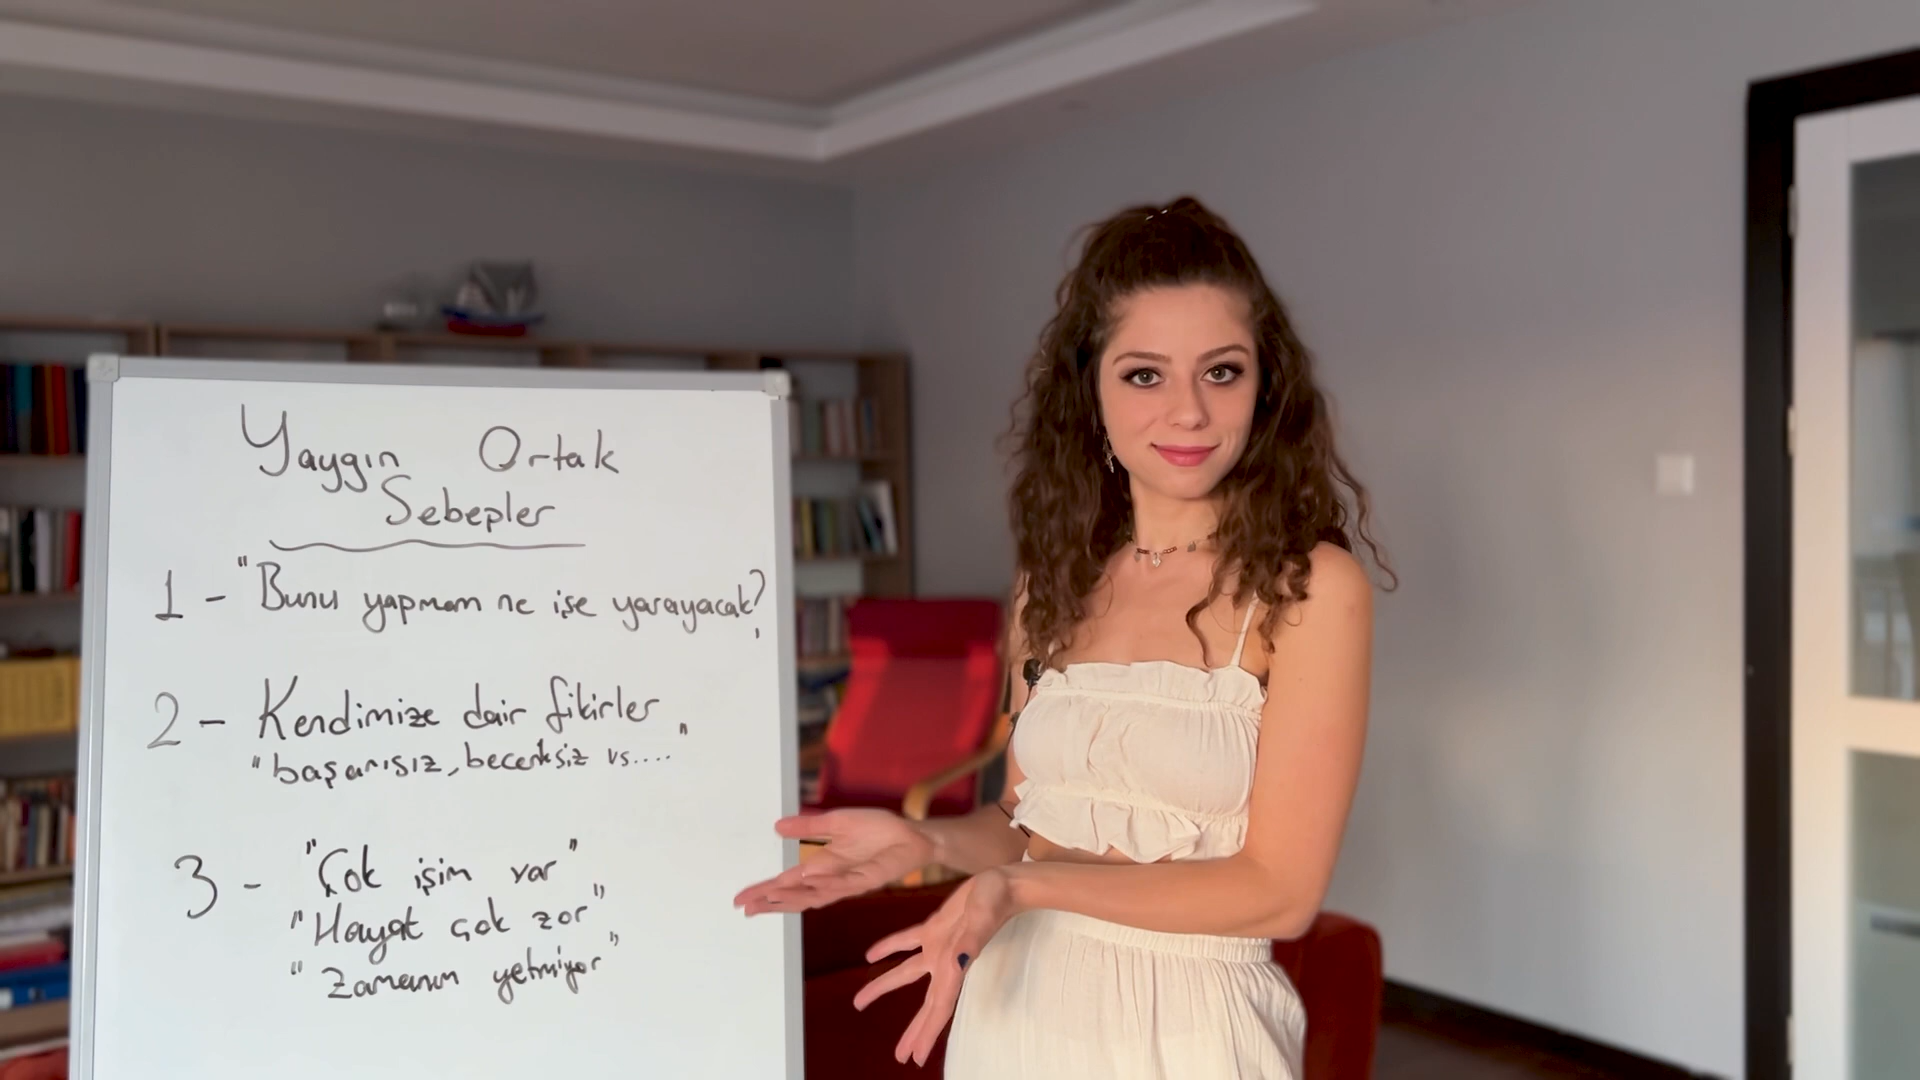 Yaygın Ortak
Sebepler
1 - "Bunu yapmam ne işe yarayacak?,
2 - Kendimize dair fikirler
"başarısız, beceriksiz vs.... "
3 - "Çok işim var"
"Hayat çok zor"
"Zamanım yetmiyor"